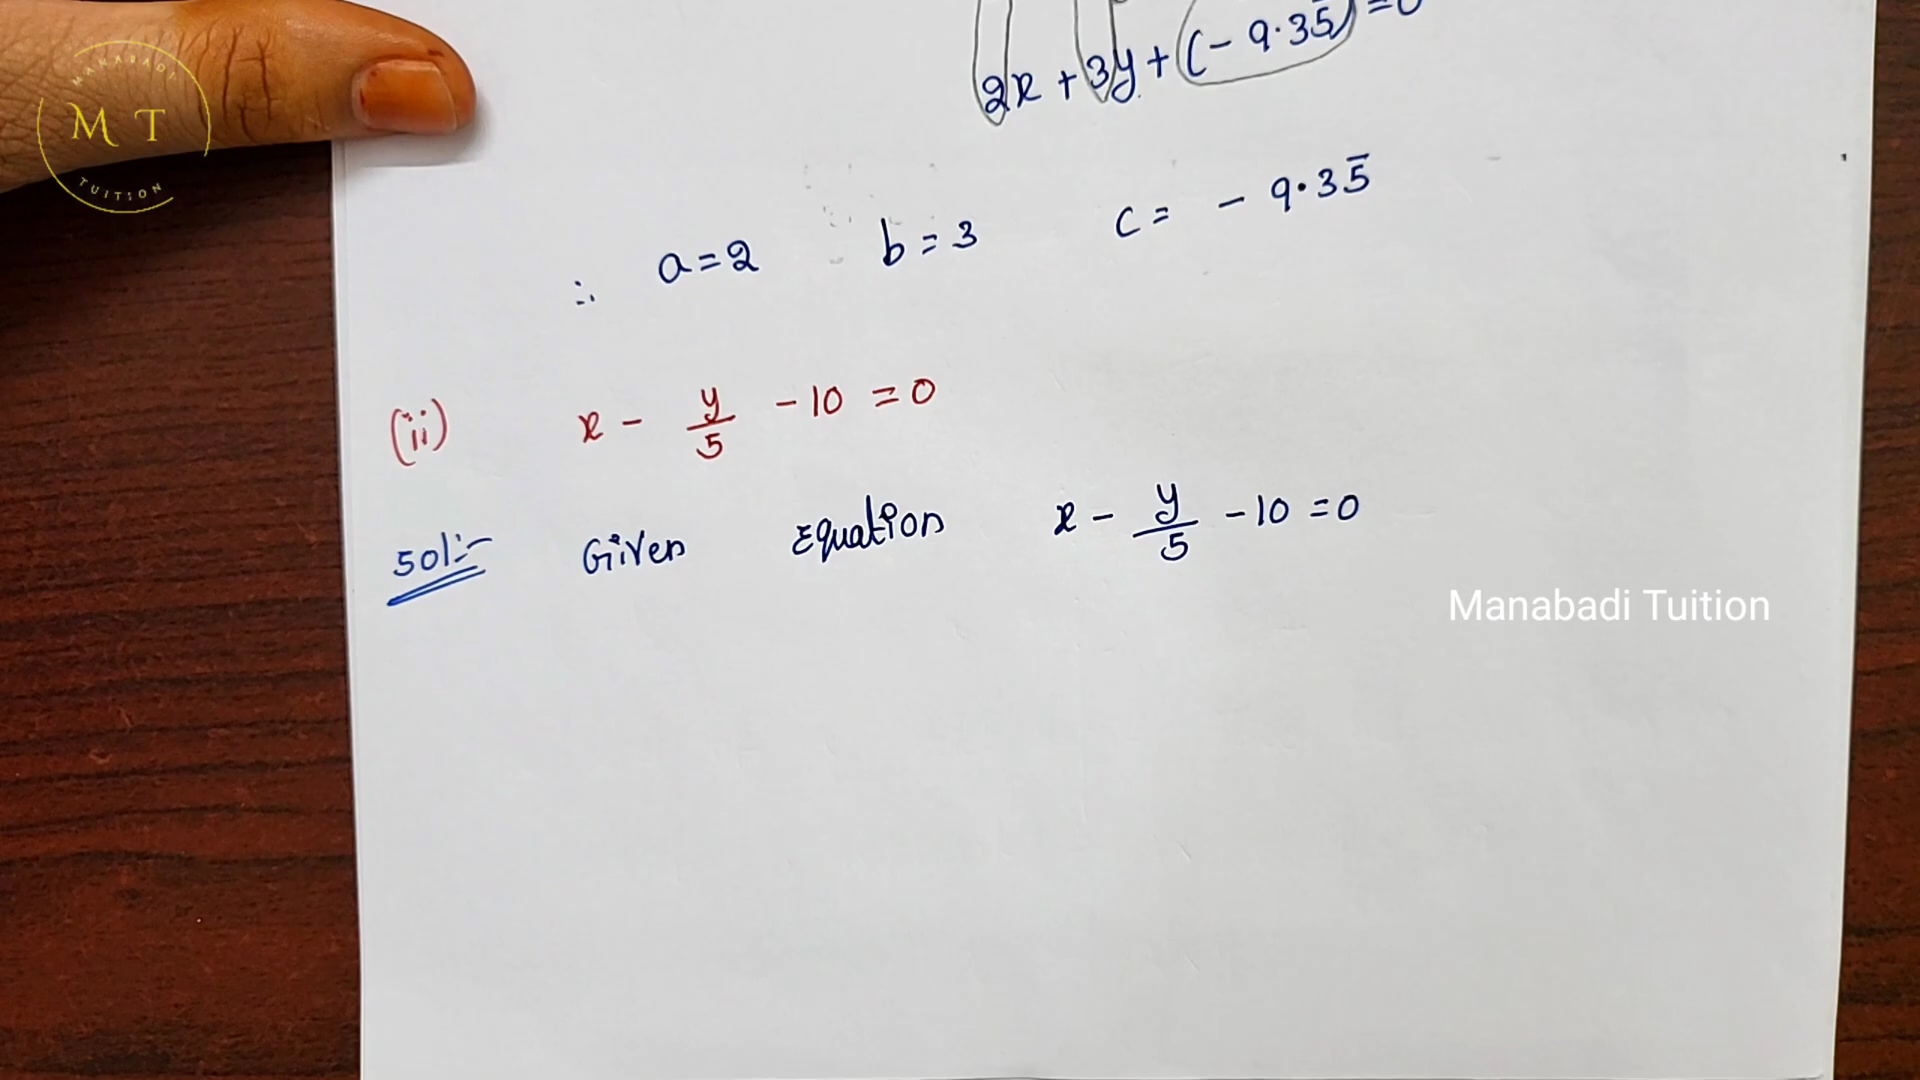 2x + 3y + (- 9.35̅) = 0
∴ a = 2 b = 3 c = - 9.35̅
(ii) x - y/5 - 10 = 0
Sol:- Given Equation x - y/5 - 10 = 0
MANABADI
M T
TUITION
Manabadi Tuition